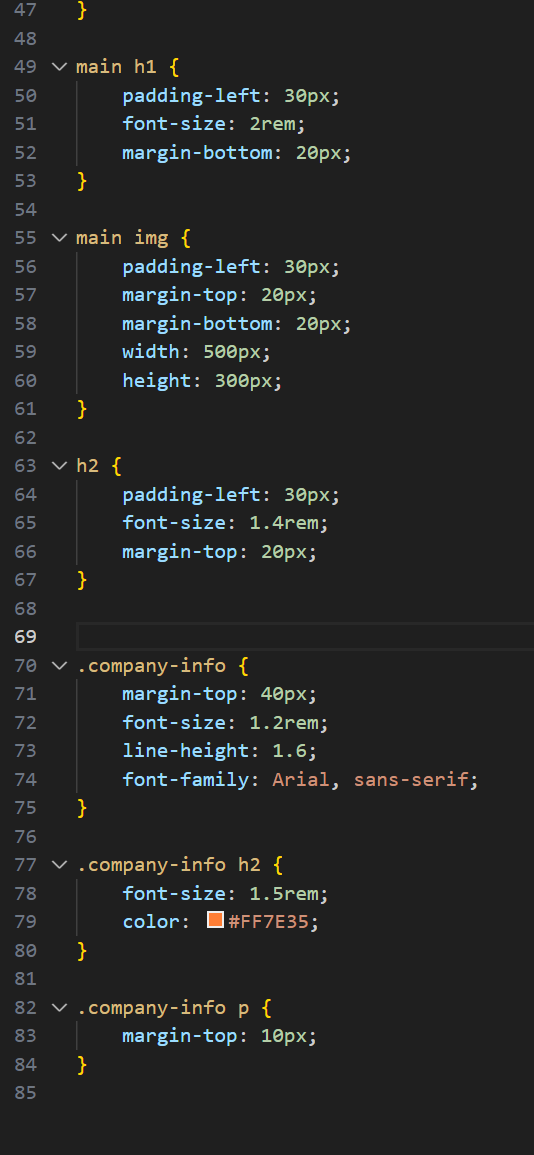 47 }
48
49 main h1 {
50 padding-left: 30px;
51 font-size: 2rem;
52 margin-bottom: 20px;
53 }
54
55 main img {
56 padding-left: 30px;
57 margin-top: 20px;
58 margin-bottom: 20px;
59 width: 500px;
60 height: 300px;
61 }
62
63 h2 {
64 padding-left: 30px;
65 font-size: 1.4rem;
66 margin-top: 20px;
67 }
68
69
70 .company-info {
71 margin-top: 40px;
72 font-size: 1.2rem;
73 line-height: 1.6;
74 font-family: Arial, sans-serif;
75 }
76
77 .company-info h2 {
78 font-size: 1.5rem;
79 color: #FF7E35;
80 }
81
82 .company-info p {
83 margin-top: 10px;
84 }
85